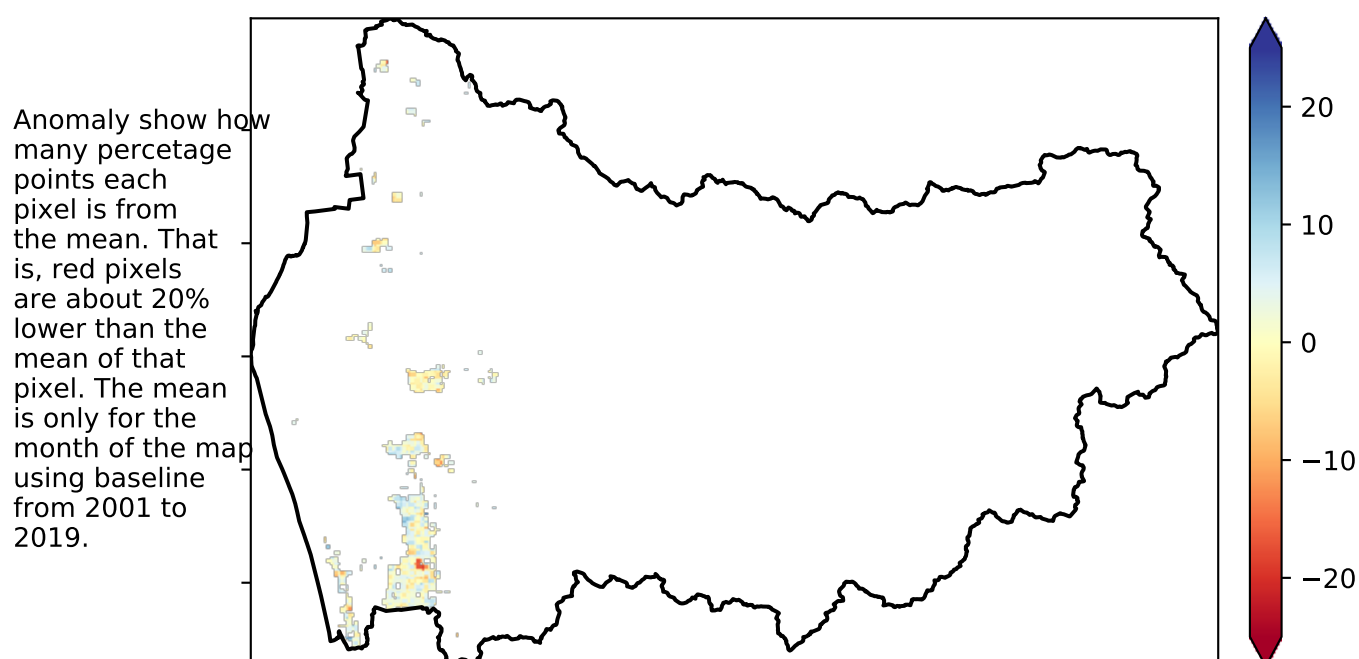 Anomaly show how
many percetage
points each
pixel is from
the mean. That
is, red pixels
are about 20%
lower than the
mean of that
pixel. The mean
is only for the
month of the map
using baseline
from 2001 to
2019.
20
10
0
−10
−20